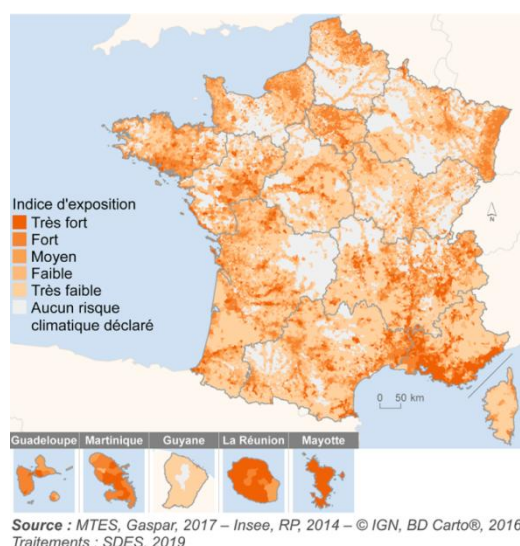 Indice d'exposition
Très fort
Fort
Moyen
Faible
Très faible
Aucun risque
climatique déclaré
N
0 50 km
Guadeloupe Martinique Guyane La Réunion Mayotte
Source : MTES, Gaspar, 2017 – Insee, RP, 2014 – © IGN, BD Carto®, 2016
Traitements : SDES, 2019